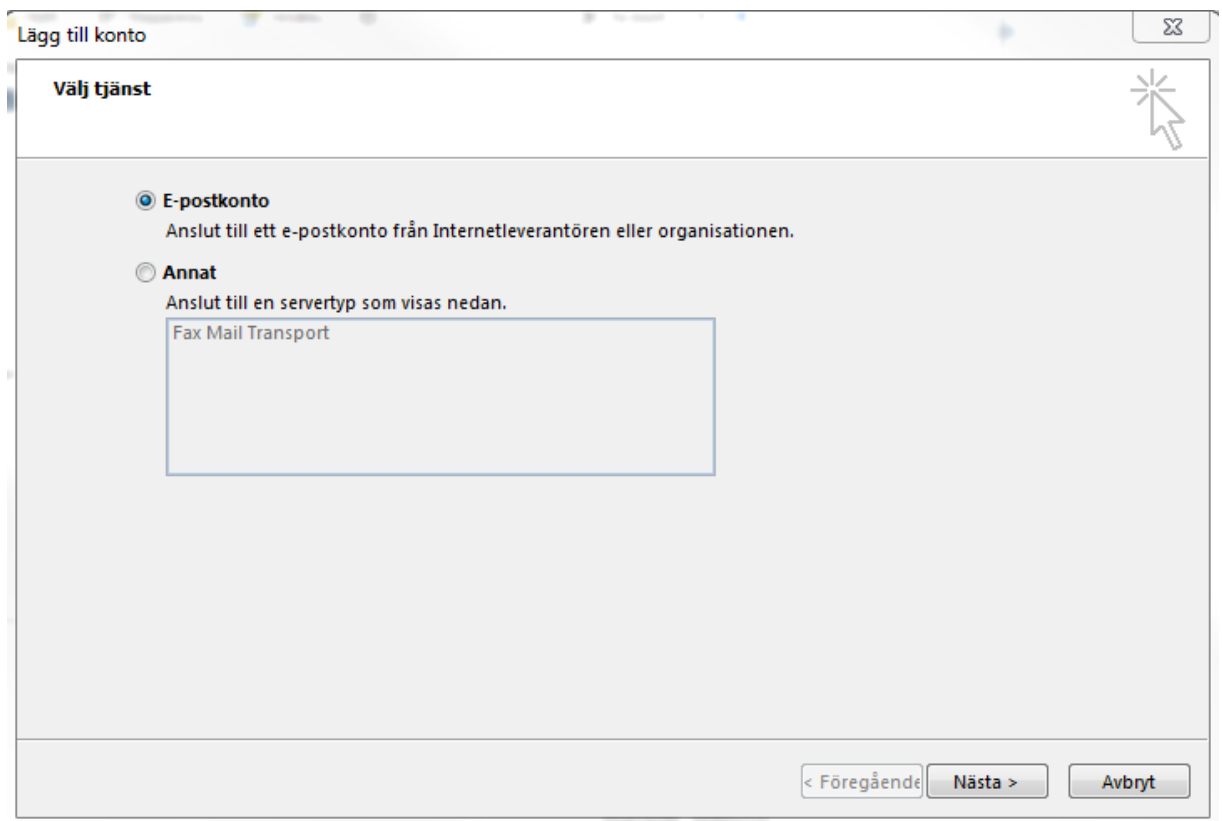 Lägg till konto
Välj tjänst
E-postkonto
Anslut till ett e-postkonto från Internetleverantören eller organisationen.
Annat
Anslut till en servertyp som visas nedan.
Fax Mail Transport
< Föregående
Nästa >
Avbryt